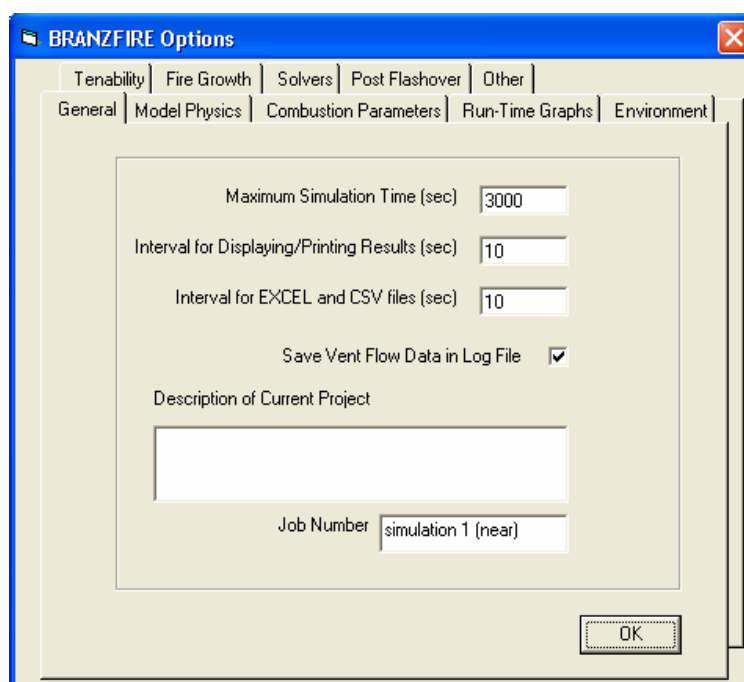 BRANZFIRE Options
Tenability Fire Growth Solvers Post Flashover Other
General Model Physics Combustion Parameters Run-Time Graphs Environment
Maximum Simulation Time (sec) 3000
Interval for Displaying/Printing Results (sec) 10
Interval for EXCEL and CSV files (sec) 10
Save Vent Flow Data in Log File
Description of Current Project
Job Number simulation 1 (near)
OK